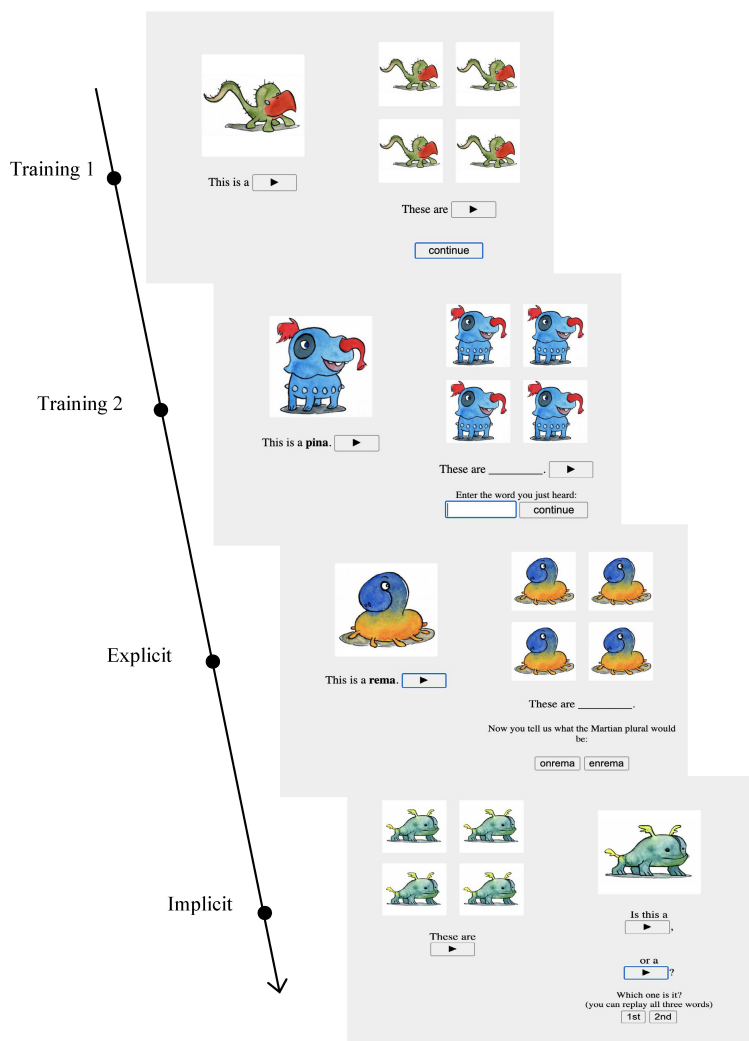 Training 1
This is a ▶
These are ▶
continue
Training 2
This is a pina. ▶
These are _________. ▶
Enter the word you just heard:
continue
Explicit
This is a rema. ▶
These are _________.
Now you tell us what the Martian plural would
be:
onrema enrema
Implicit
These are
▶
Is this a
▶,
or a
▶?
Which one is it?
(you can replay all three words)
1st 2nd